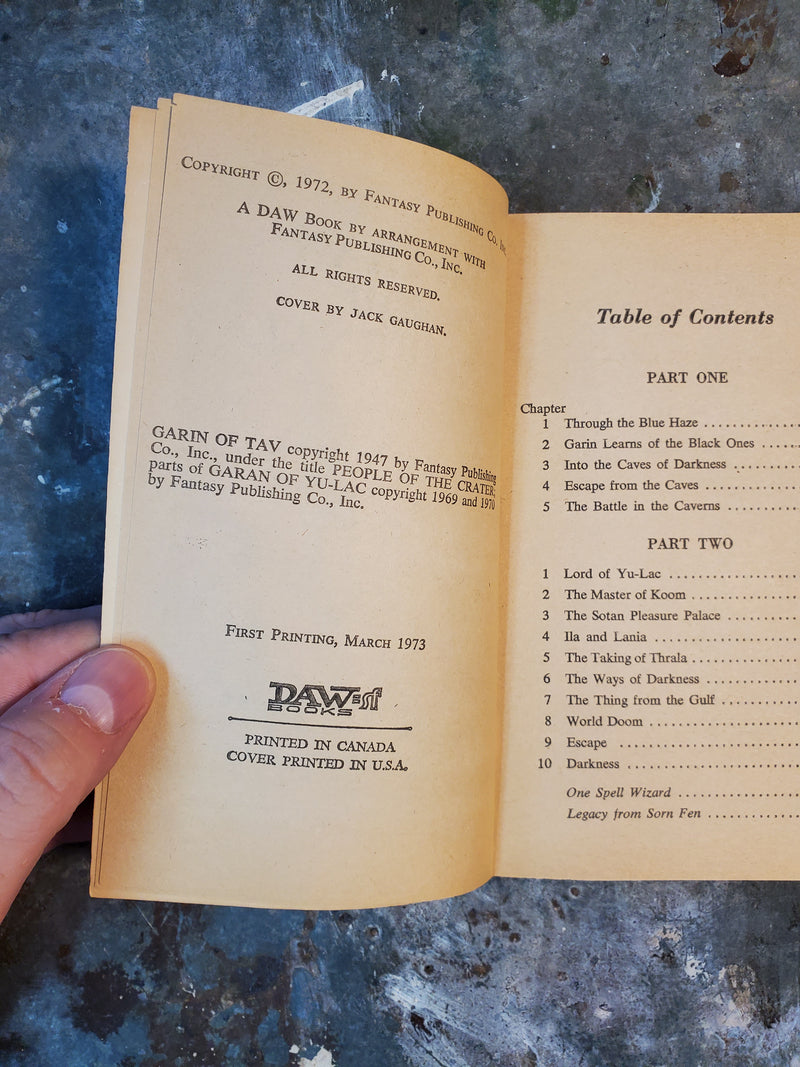 COPYRIGHT ©, 1972, BY FANTASY PUBLISHING CO. INC.
A DAW BOOK BY ARRANGEMENT WITH
FANTASY PUBLISHING CO., INC.
ALL RIGHTS RESERVED.
COVER BY JACK GAUGHAN.
GARIN OF TAV copyright 1947 by Fantasy Publishing
Co., Inc., under the title PEOPLE OF THE CRATER;
parts of GARAN OF YU-LAC copyright 1969 and 1970
by Fantasy Publishing Co., Inc.
FIRST PRINTING, MARCH 1973
DAW=sf
BOOKS
PRINTED IN CANADA
COVER PRINTED IN U.S.A.
Table of Contents
PART ONE
Chapter
1 Through the Blue Haze ..............
2 Garin Learns of the Black Ones ......
3 Into the Caves of Darkness ..........
4 Escape from the Caves ..............
5 The Battle in the Caverns ...........
PART TWO
1 Lord of Yu-Lac ..................
2 The Master of Koom ...............
3 The Sotan Pleasure Palace ..........
4 Ila and Lania ....................
5 The Taking of Thrala ...............
6 The Ways of Darkness .............
7 The Thing from the Gulf ...........
8 World Doom .....................
9 Escape .........................
10 Darkness ........................
One Spell Wizard .................
Legacy from Sorn Fen .............